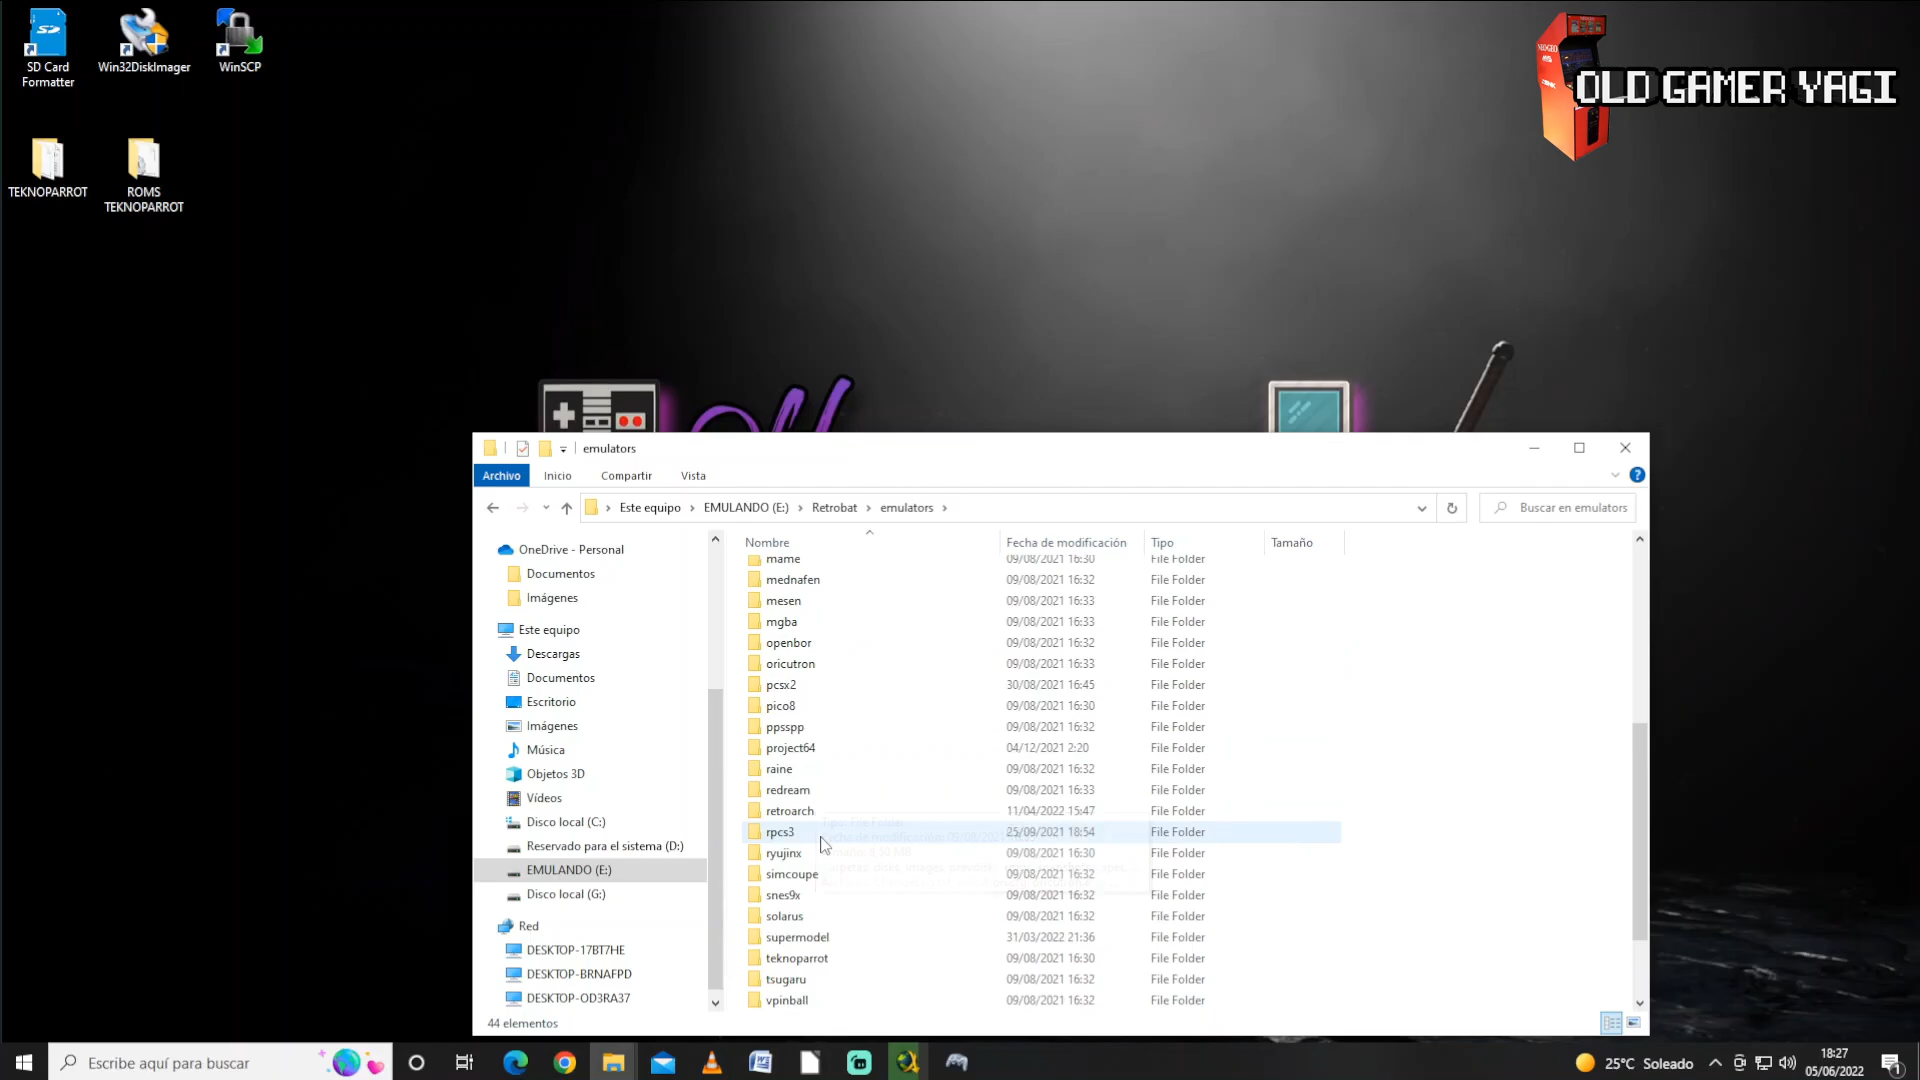 SD Card Formatter
Win32DiskImager
WinSCP
TEKNOPARROT
ROMS TEKNOPARROT
OLD GAMER YAGI
emulators
Archivo Inicio Compartir Vista
Este equipo > EMULANDO (E:) > Retrobat > emulators >
Buscar en emulators
OneDrive - Personal
Documentos
Imágenes
Este equipo
Descargas
Documentos
Escritorio
Imágenes
Música
Objetos 3D
Vídeos
Disco local (C:)
Reservado para el sistema (D:)
EMULANDO (E:)
Disco local (G:)
Red
DESKTOP-17BT7HE
DESKTOP-BRNAFPD
DESKTOP-OD3RA37
Nombre Fecha de modificación Tipo Tamaño
mame 09/08/2021 16:30 File Folder
mednafen 09/08/2021 16:32 File Folder
mesen 09/08/2021 16:33 File Folder
mgba 09/08/2021 16:33 File Folder
openbor 09/08/2021 16:32 File Folder
oricutron 09/08/2021 16:33 File Folder
pcsx2 30/08/2021 16:45 File Folder
pico8 09/08/2021 16:30 File Folder
ppsspp 09/08/2021 16:32 File Folder
project64 04/12/2021 2:20 File Folder
raine 09/08/2021 16:32 File Folder
redream 09/08/2021 16:33 File Folder
retroarch 11/04/2022 15:47 File Folder
rpcs3 25/09/2021 18:54 File Folder
ryujinx 09/08/2021 16:30 File Folder
simcoupe 09/08/2021 16:32 File Folder
snes9x 09/08/2021 16:32 File Folder
solarus 09/08/2021 16:32 File Folder
supermodel 31/03/2022 21:36 File Folder
teknoparrot 09/08/2021 16:30 File Folder
tsugaru 09/08/2021 16:32 File Folder
vpinball 09/08/2021 16:32 File Folder
44 elementos
Escribe aquí para buscar
25°C Soleado
18:27
05/06/2022
1